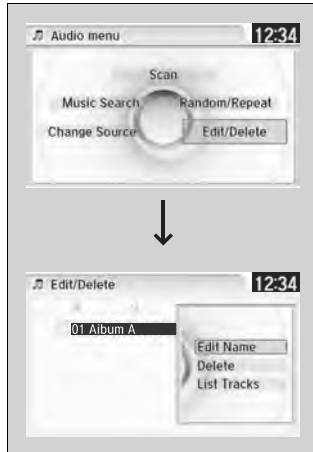 ♫ Audio menu 12:34
Scan
Music Search Random/Repeat
Change Source Edit/Delete
♫ Edit/Delete 12:34
01 Aibum A
Edit Name
Delete
List Tracks